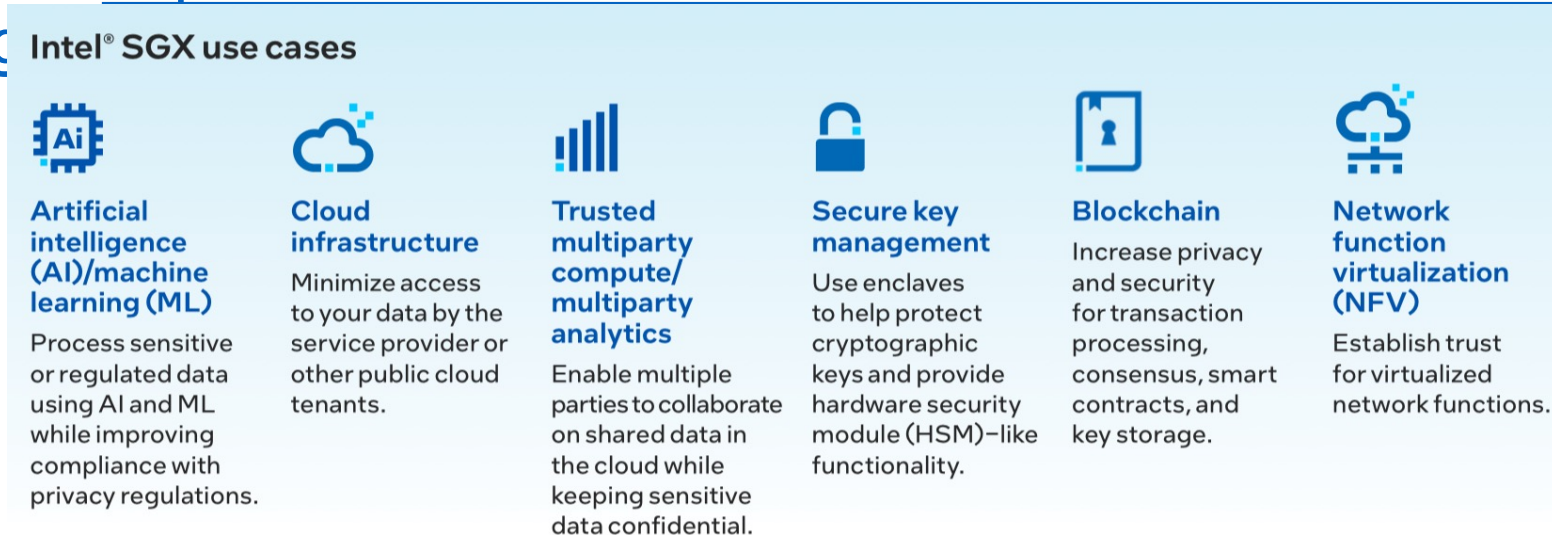 Intel® SGX use cases
Ai
Artificial
intelligence
(AI)/machine
learning (ML)
Process sensitive
or regulated data
using AI and ML
while improving
compliance with
privacy regulations.
Cloud
infrastructure
Minimize access
to your data by the
service provider or
other public cloud
tenants.
Trusted
multiparty
compute/
multiparty
analytics
Enable multiple
parties to collaborate
on shared data in
the cloud while
keeping sensitive
data confidential.
Secure key
management
Use enclaves
to help protect
cryptographic
keys and provide
hardware security
module (HSM)–like
functionality.
Blockchain
Increase privacy
and security
for transaction
processing,
consensus, smart
contracts, and
key storage.
Network
function
virtualization
(NFV)
Establish trust
for virtualized
network functions.